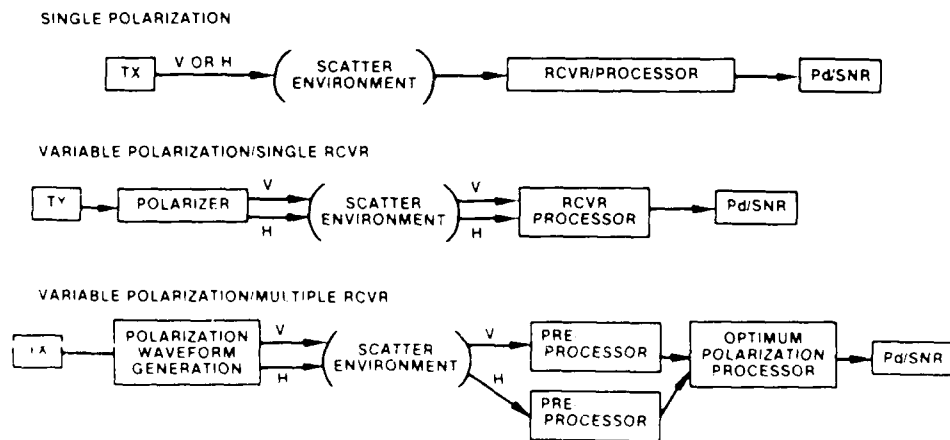 SINGLE POLARIZATION
TX
V OR H
SCATTER
ENVIRONMENT
RCVR/PROCESSOR
Pd/SNR
VARIABLE POLARIZATION/SINGLE RCVR
TY
POLARIZER
V
H
SCATTER
ENVIRONMENT
V
H
RCVR
PROCESSOR
Pd/SNR
VARIABLE POLARIZATION/MULTIPLE RCVR
TX
POLARIZATION
WAVEFORM
GENERATION
V
H
SCATTER
ENVIRONMENT
V
H
PRE
PROCESSOR
PRE
PROCESSOR
OPTIMUM
POLARIZATION
PROCESSOR
Pd/SNR